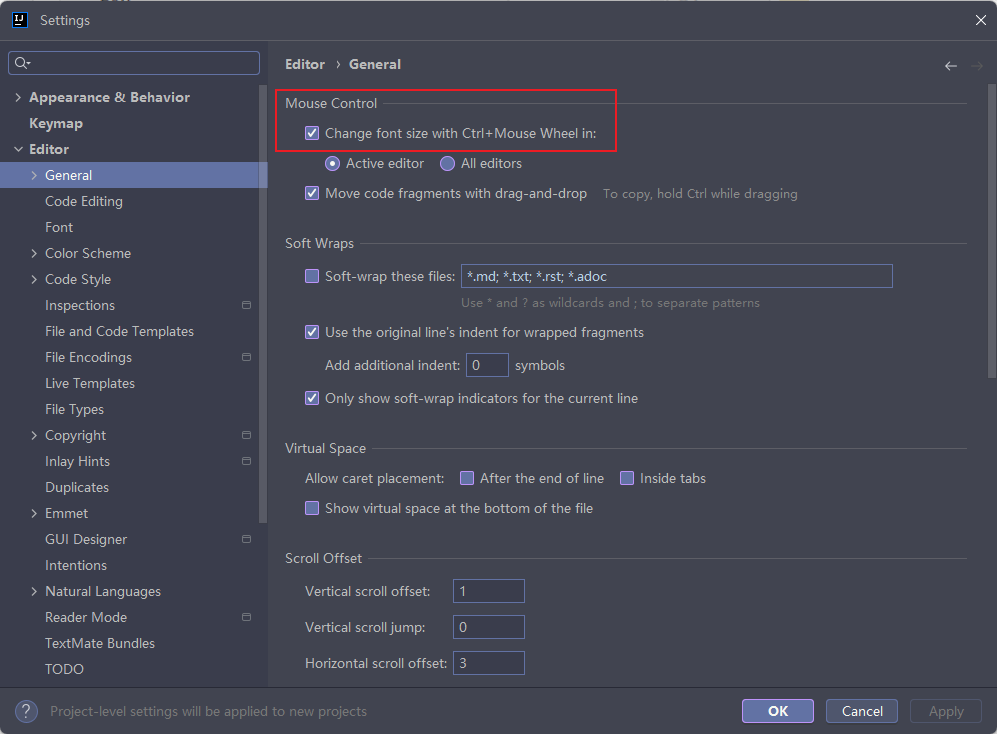 IJ Settings
Editor › General
Appearance & Behavior
Keymap
Editor
General
Code Editing
Font
Color Scheme
Code Style
Inspections
File and Code Templates
File Encodings
Live Templates
File Types
Copyright
Inlay Hints
Duplicates
Emmet
GUI Designer
Intentions
Natural Languages
Reader Mode
TextMate Bundles
TODO
Mouse Control
Change font size with Ctrl+Mouse Wheel in:
Active editor All editors
Move code fragments with drag-and-drop To copy, hold Ctrl while dragging
Soft Wraps
Soft-wrap these files: *.md; *.txt; *.rst; *.adoc
Use * and ? as wildcards and ; to separate patterns
Use the original line's indent for wrapped fragments
Add additional indent: 0 symbols
Only show soft-wrap indicators for the current line
Virtual Space
Allow caret placement: After the end of line Inside tabs
Show virtual space at the bottom of the file
Scroll Offset
Vertical scroll offset: 1
Vertical scroll jump: 0
Horizontal scroll offset: 3
? Project-level settings will be applied to new projects
OK Cancel Apply